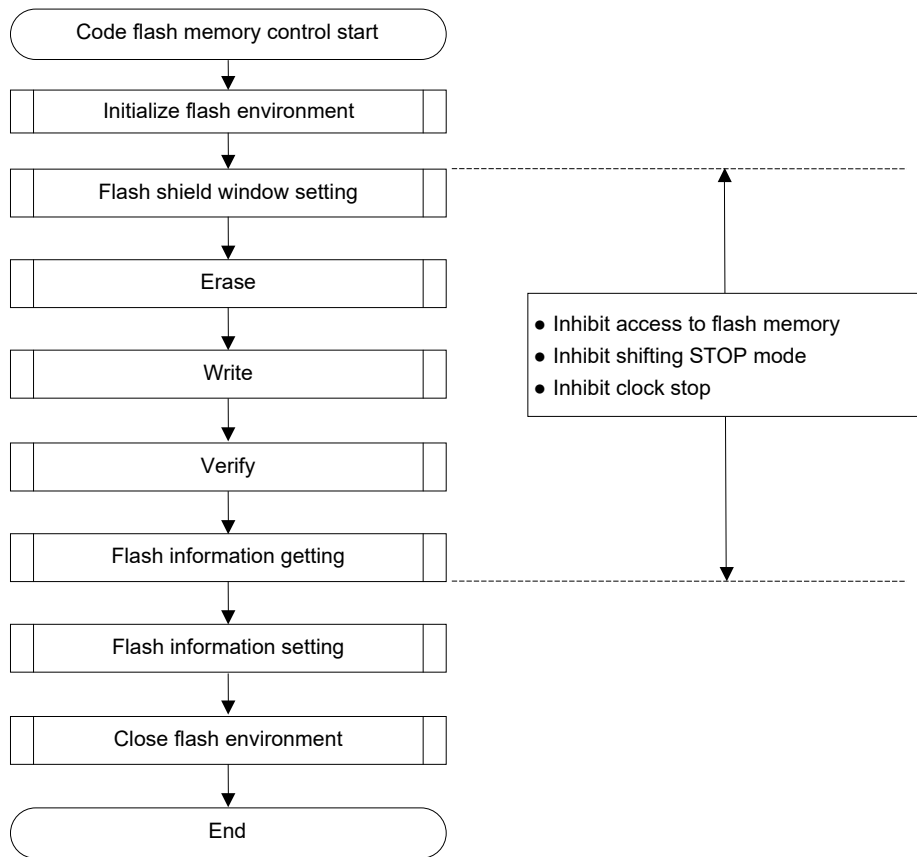 Code flash memory control start
Initialize flash environment
Flash shield window setting
Erase
Write
Verify
Flash information getting
Flash information setting
Close flash environment
End
● Inhibit access to flash memory
● Inhibit shifting STOP mode
● Inhibit clock stop